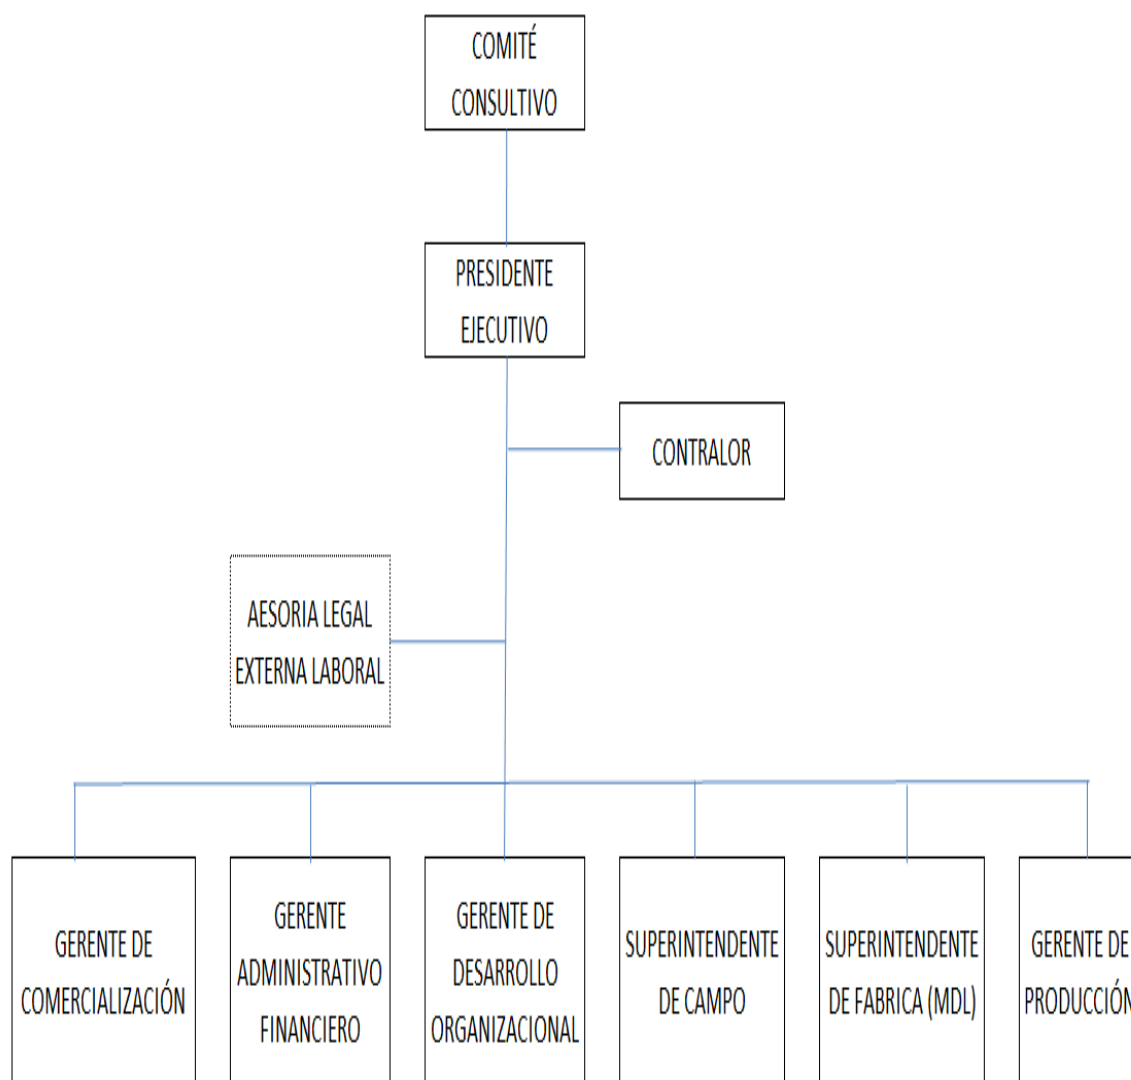 COMITÉ
CONSULTIVO
PRESIDENTE
EJECUTIVO
CONTRALOR
AESORIA LEGAL
EXTERNA LABORAL
GERENTE DE
COMERCIALIZACIÓN
GERENTE
ADMINISTRATIVO
FINANCIERO
GERENTE DE
DESARROLLO
ORGANIZACIONAL
SUPERINTENDENTE
DE CAMPO
SUPERINTENDENTE
DE FABRICA (MDL)
GERENTE DE
PRODUCCIÓN